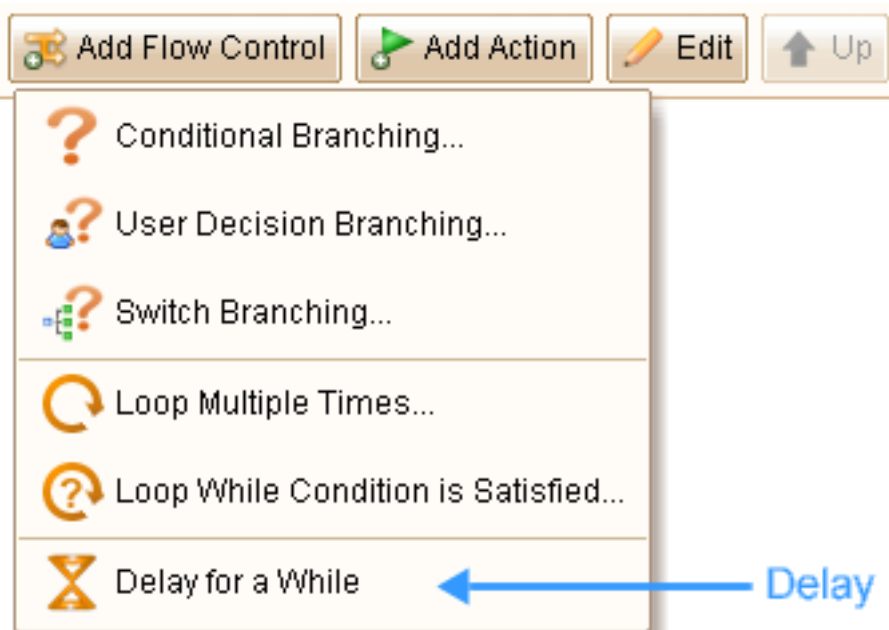 Add Flow Control Add Action Edit Up
Conditional Branching...
User Decision Branching...
Switch Branching...
Loop Multiple Times...
Loop While Condition is Satisfied...
Delay for a While Delay